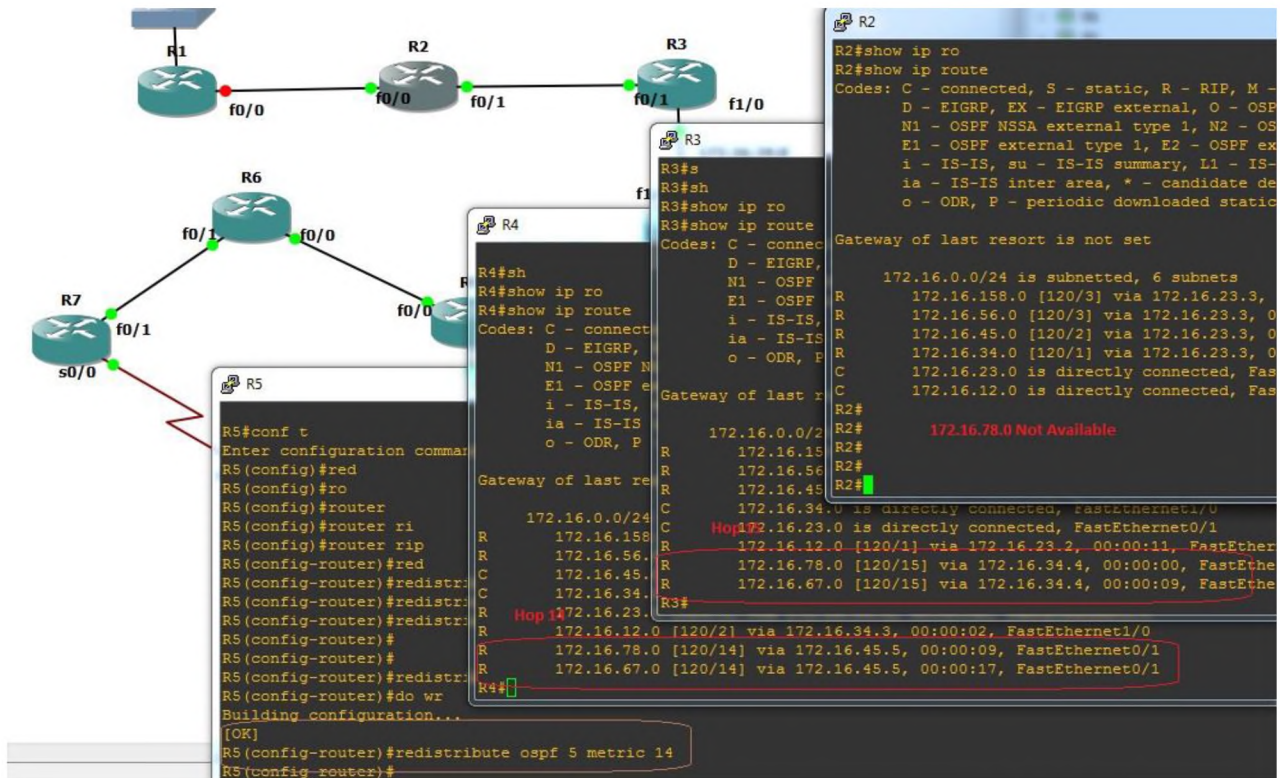 R1
f0/0
R2
f0/0
f0/1
R3
f0/1
f1/0
R6
f0/1
f0/0
R7
f0/1
s0/0
f0/0
R5
R5#conf t
Enter configuration
R5(config)#red
R5(config)#ro
R5(config)#router
R5(config)#router ri
R5(config)#router rip
R5(config-router)#red
R5(config-router)#redistri
R5(config-router)#redistri
R5(config-router)#redistri
R5(config-router)#
R5(config-router)#
R5(config-router)#redistri
R5(config-router)#do wr
Building configuration...
[OK]
R5(config-router)#redistribute ospf 5 metric 14
R5(config-router)#
R4
R4#sh
R4#show ip ro
R4#show ip route
Codes: C - connect
D - EIGRP,
N1 - OSPF N
E1 - OSPF e
i - IS-IS,
ia - IS-IS
o - ODR, P
Gateway of last re
172.16.0.0/24
R 172.16.158
R 172.16.56.
C 172.16.45.
C 172.16.34.
R 172.16.23.
Hop 14
R 172.16.12.0 [120/2] via 172.16.34.3, 00:00:02, FastEthernet1/0
R 172.16.78.0 [120/14] via 172.16.45.5, 00:00:09, FastEthernet0/1
R 172.16.67.0 [120/14] via 172.16.45.5, 00:00:17, FastEthernet0/1
R4#
R3
R3#s
R3#sh
R3#show ip ro
R3#show ip route
Codes: C - connec
D - EIGRP,
N1 - OSPF
E1 - OSPF
i - IS-IS,
ia - IS-IS
o - ODR, P
Gateway of last r
172.16.0.0/2
R 172.16.15
R 172.16.56
R 172.16.45
C 172.16.34.0 is directly connected, FastEthernet1/0
C 172.16.23.0 is directly connected, FastEthernet0/1
R 172.16.12.0 [120/1] via 172.16.23.2, 00:00:11, FastEther
R 172.16.78.0 [120/15] via 172.16.34.4, 00:00:00, FastEthe
R 172.16.67.0 [120/15] via 172.16.34.4, 00:00:09, FastEthe
R3#
R2
R2#show ip ro
R2#show ip route
Codes: C - connected, S - static, R - RIP, M -
D - EIGRP, EX - EIGRP external, O - OSP
N1 - OSPF NSSA external type 1, N2 - OS
E1 - OSPF external type 1, E2 - OSPF ex
i - IS-IS, su - IS-IS summary, L1 - IS-
ia - IS-IS inter area, * - candidate de
o - ODR, P - periodic downloaded static
Gateway of last resort is not set
172.16.0.0/24 is subnetted, 6 subnets
R 172.16.158.0 [120/3] via 172.16.23.3,
R 172.16.56.0 [120/3] via 172.16.23.3, 0
R 172.16.45.0 [120/2] via 172.16.23.3, 0
R 172.16.34.0 [120/1] via 172.16.23.3, 0
C 172.16.23.0 is directly connected, Fas
C 172.16.12.0 is directly connected, Fas
R2#
R2#
172.16.78.0 Not Available
R2#
R2#
R2#